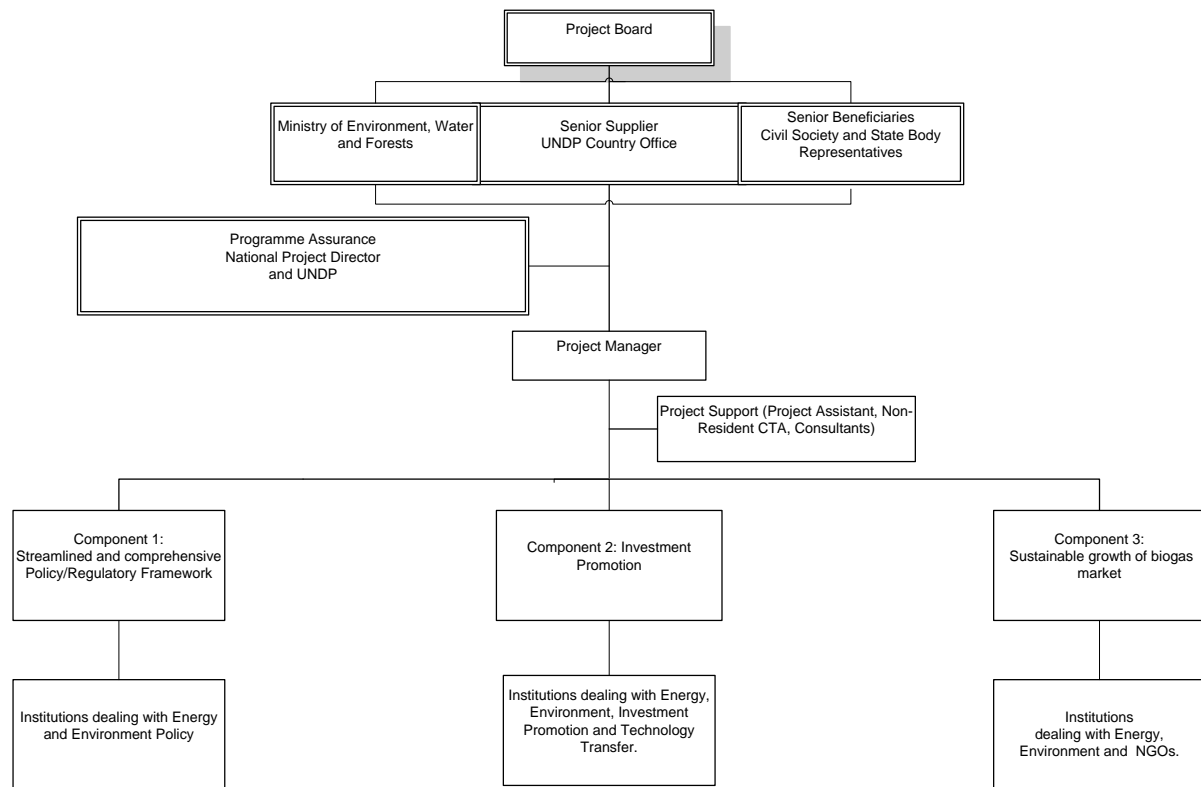 Project Board
Ministry of Environment, Water
and Forests
Senior Supplier
UNDP Country Office
Senior Beneficiaries
Civil Society and State Body
Representatives
Programme Assurance
National Project Director
and UNDP
Project Manager
Project Support (Project Assistant, Non-
Resident CTA, Consultants)
Component 1:
Streamlined and comprehensive
Policy/Regulatory Framework
Component 2: Investment
Promotion
Component 3:
Sustainable growth of biogas
market
Institutions dealing with Energy
and Environment Policy
Institutions dealing with Energy,
Environment, Investment
Promotion and Technology
Transfer.
Institutions
dealing with Energy,
Environment and NGOs.